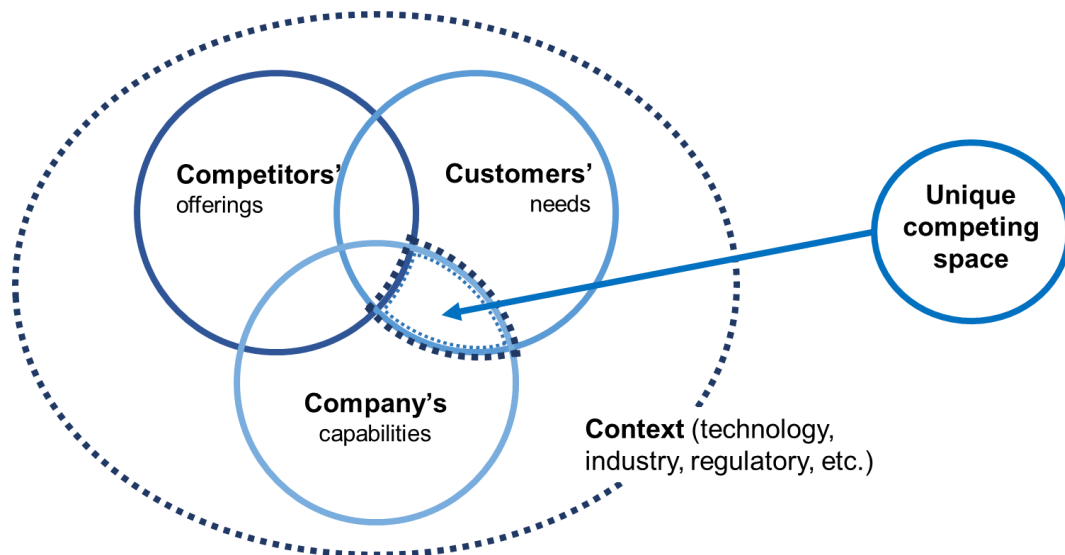 Competitors’
offerings
Customers’
needs
Unique
competing
space
Company’s
capabilities
Context (technology,
industry, regulatory, etc.)